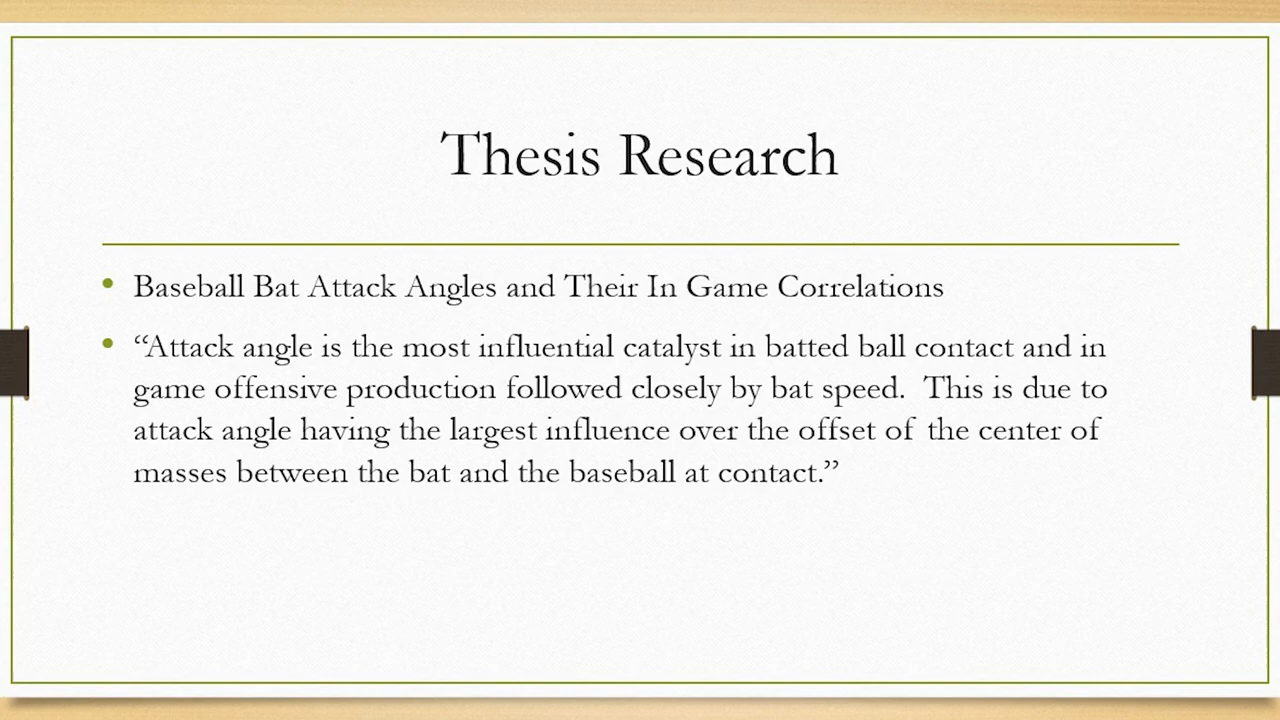 Thesis Research
• Baseball Bat Attack Angles and Their In Game Correlations
• “Attack angle is the most influential catalyst in batted ball contact and in
game offensive production followed closely by bat speed.  This is due to
attack angle having the largest influence over the offset of the center of
masses between the bat and the baseball at contact.”